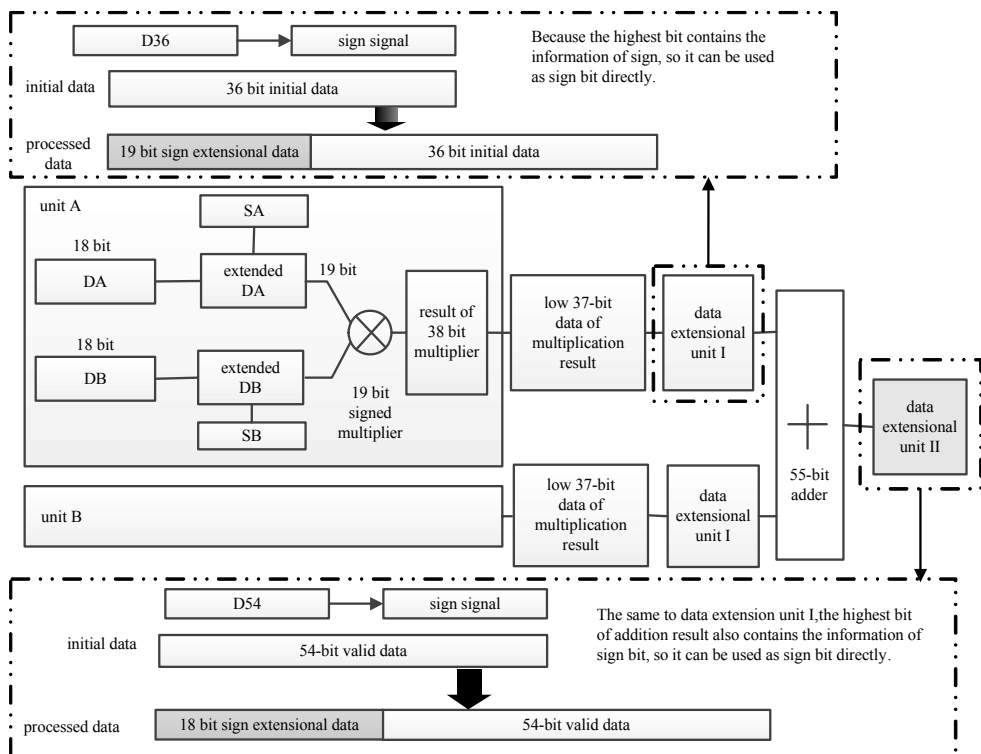 D36
sign signal
Because the highest bit contains the
information of sign, so it can be used
as sign bit directly.
initial data
36 bit initial data
processed
data
19 bit sign extensional data
36 bit initial data
unit A
SA
18 bit
DA
extended
DA
19 bit
result of
38 bit
multiplier
low 37-bit
data of
multiplication
result
data
extensional
unit I
18 bit
DB
extended
DB
19 bit
signed
multiplier
SB
55-bit
adder
data
extensional
unit II
unit B
low 37-bit
data of
multiplication
result
data
extensional
unit I
D54
sign signal
The same to data extension unit I,the highest bit
of addition result also contains the information of
sign bit, so it can be used as sign bit directly.
initial data
54-bit valid data
processed data
18 bit sign extensional data
54-bit valid data